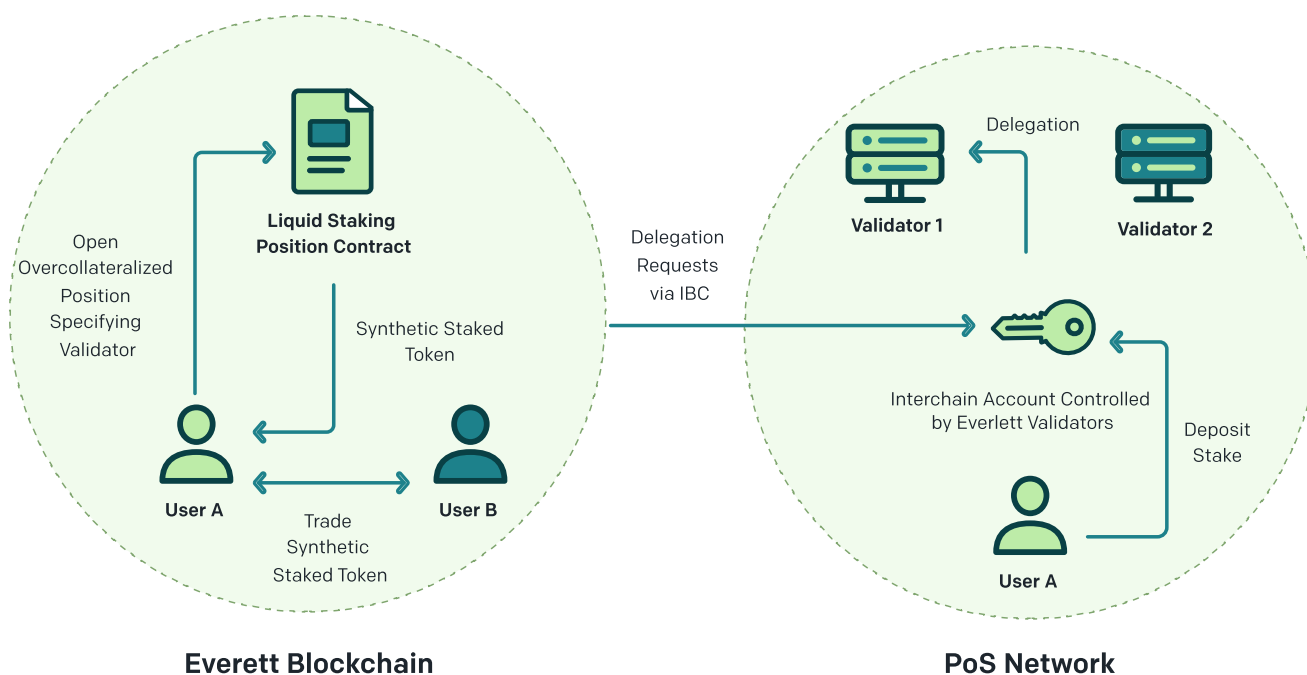 Liquid Staking
Position Contract
Open
Overcollateralized
Position
Specifying
Validator
Synthetic Staked
Token
User A
User B
Trade
Synthetic
Staked Token
Everett Blockchain
Delegation
Requests
via IBC
Delegation
Validator 1
Validator 2
Interchain Account Controlled
by Everlett Validators
Deposit
Stake
User A
PoS Network